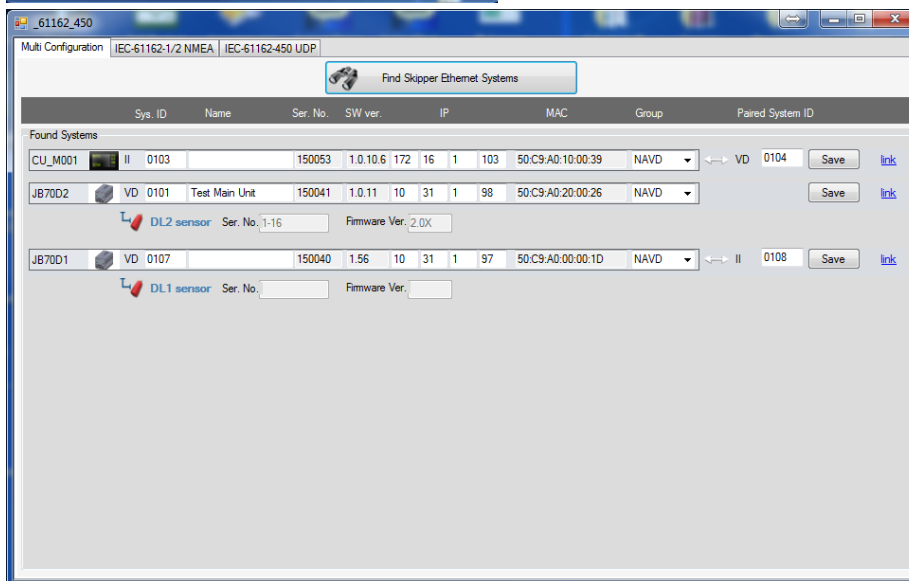 _61162_450
Multi Configuration IEC-61162-1/2 NMEA IEC-61162-450 UDP
Find Skipper Ethernet Systems
Sys. ID Name Ser. No. SW ver. IP MAC Group Paired System ID
Found Systems
CU_M001 II 0103 150053 1.0.10.6 172 16 1 103 50:C9:A0:10:00:39 NAVD VD 0104 Save link
JB70D2 VD 0101 Test Main Unit 150041 1.0.11 10 31 1 98 50:C9:A0:20:00:26 NAVD Save link
DL2 sensor Ser. No. 1-16 Firmware Ver. 2.0X
JB70D1 VD 0107 150040 1.56 10 31 1 97 50:C9:A0:00:00:1D NAVD II 0108 Save link
DL1 sensor Ser. No. Firmware Ver.